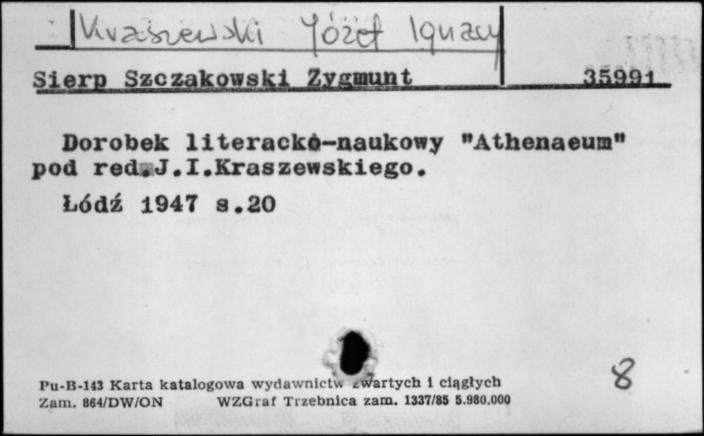 Kraszewski Józef Ignacy
Sierp Szczakowski Zygmunt 35991
Dorobek literacko-naukowy "Athenaeum"
pod red.J.I.Kraszewskiego.
Łódź 1947 s.20
8
Pu-B-143 Karta katalogowa wydawnictw zwartych i ciągłych
Zam. 864/DW/ON WZGraf Trzebnica zam. 1337/85 5.980.000